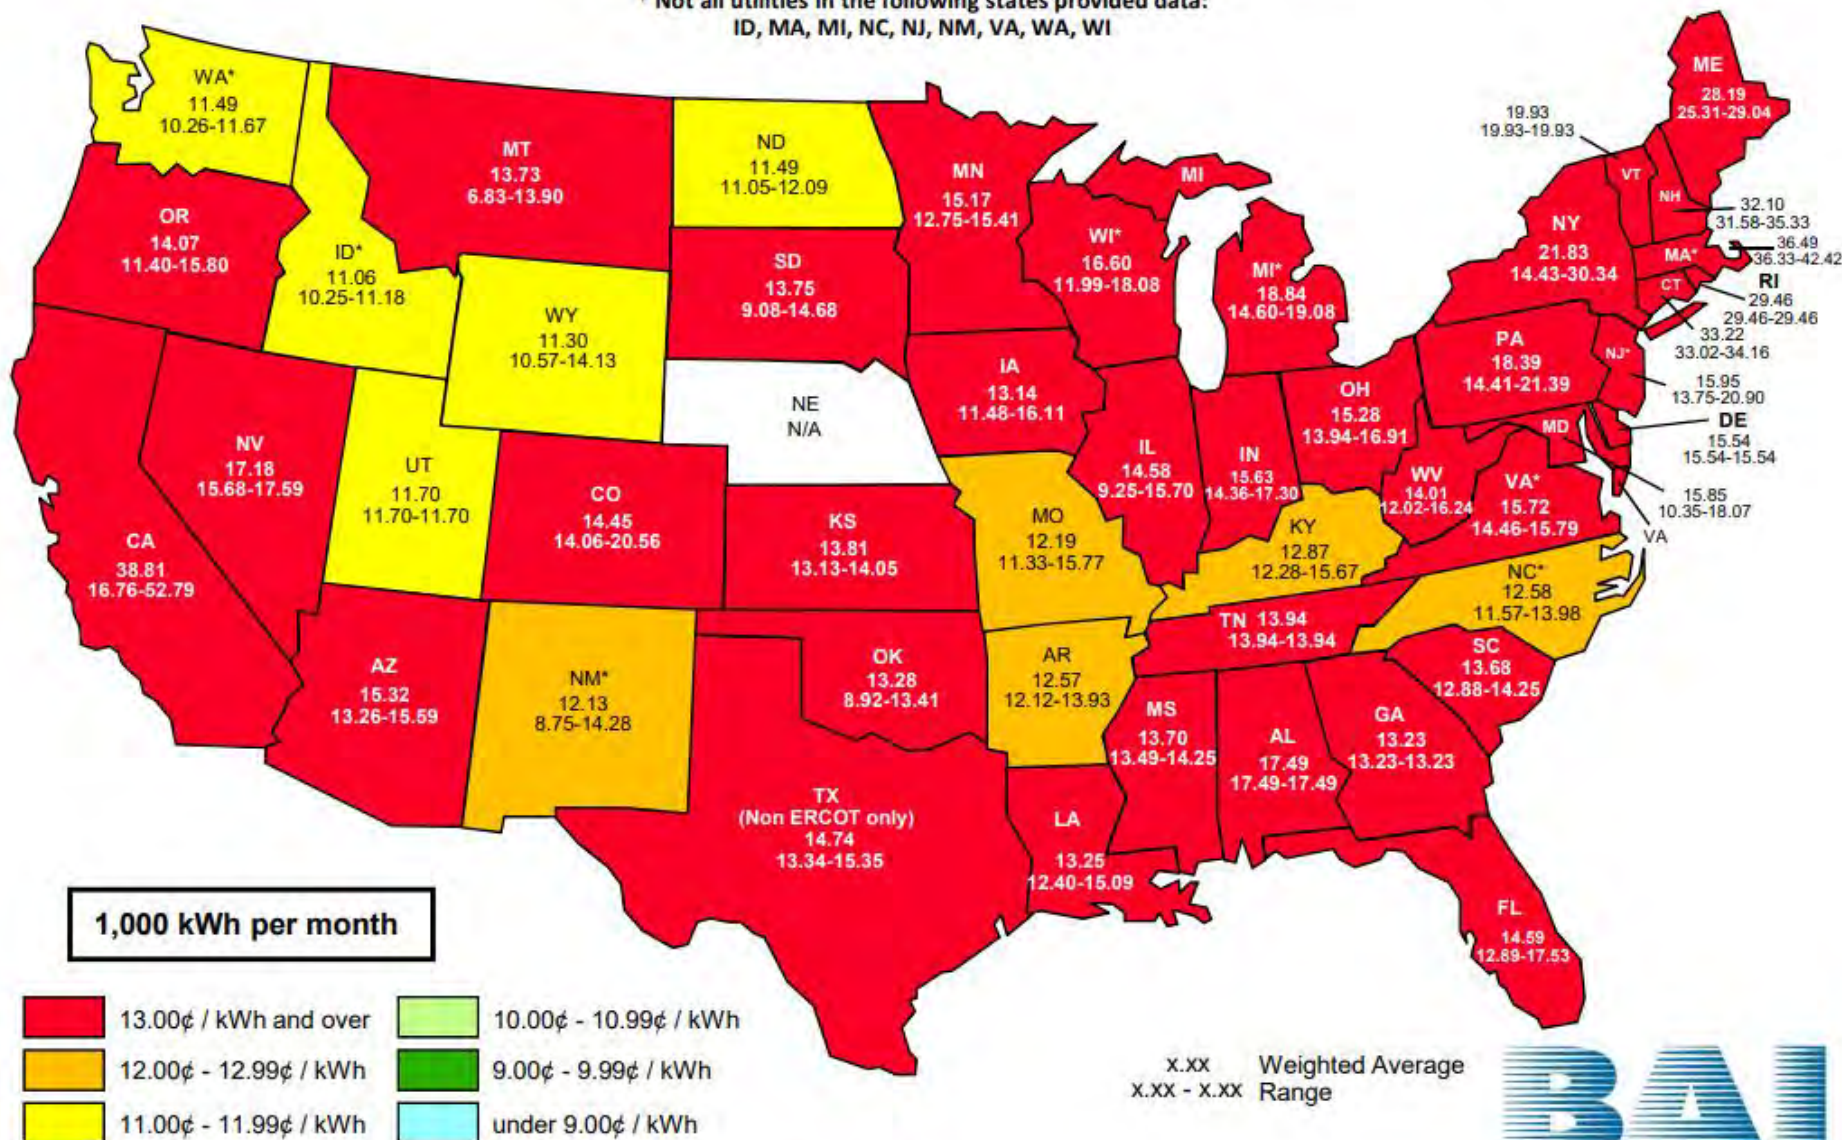 * Not all utilities in the following states provided data:
ID, MA, MI, NC, NJ, NM, VA, WA, WI
WA*
11.49
10.26-11.67
OR
14.07
11.40-15.80
CA
38.81
16.76-52.79
NV
17.18
15.68-17.59
ID*
11.06
10.25-11.18
MT
13.73
6.83-13.90
WY
11.30
10.57-14.13
UT
11.70
11.70-11.70
AZ
15.32
13.26-15.59
CO
14.45
14.06-20.56
NM*
12.13
8.75-14.28
ND
11.49
11.05-12.09
SD
13.75
9.08-14.68
NE
N/A
KS
13.81
13.13-14.05
OK
13.28
8.92-13.41
TX
(Non ERCOT only)
14.74
13.34-15.35
MN
15.17
12.75-15.41
IA
13.14
11.48-16.11
MO
12.19
11.33-15.77
AR
12.57
12.12-13.93
LA
13.25
12.40-15.09
WI*
16.60
11.99-18.08
MI
MI*
18.84
14.60-19.08
IL
14.58
9.25-15.70
IN
15.63
14.36-17.30
OH
15.28
13.94-16.91
KY
12.87
12.28-15.67
TN 13.94
13.94-13.94
MS
13.70
13.49-14.25
AL
17.49
17.49-17.49
GA
13.23
13.23-13.23
FL
14.59
12.89-17.53
SC
13.68
12.88-14.25
NC*
12.58
11.57-13.98
VA*
15.72
14.46-15.79
WV
14.01
12.02-16.24
PA
18.39
14.41-21.39
NY
21.83
14.43-30.34
ME
28.19
25.31-29.04
19.93
19.93-19.93
VT
NH
32.10
31.58-35.33
MA*
36.49
36.33-42.42
CT
RI
29.46
29.46-29.46
33.22
33.02-34.16
NJ*
15.95
13.75-20.90
DE
15.54
15.54-15.54
MD
15.85
10.35-18.07
VA
1,000 kWh per month
13.00¢ / kWh and over
12.00¢ - 12.99¢ / kWh
11.00¢ - 11.99¢ / kWh
10.00¢ - 10.99¢ / kWh
9.00¢ - 9.99¢ / kWh
under 9.00¢ / kWh
x.xx Weighted Average
x.xx - x.xx Range
BAI